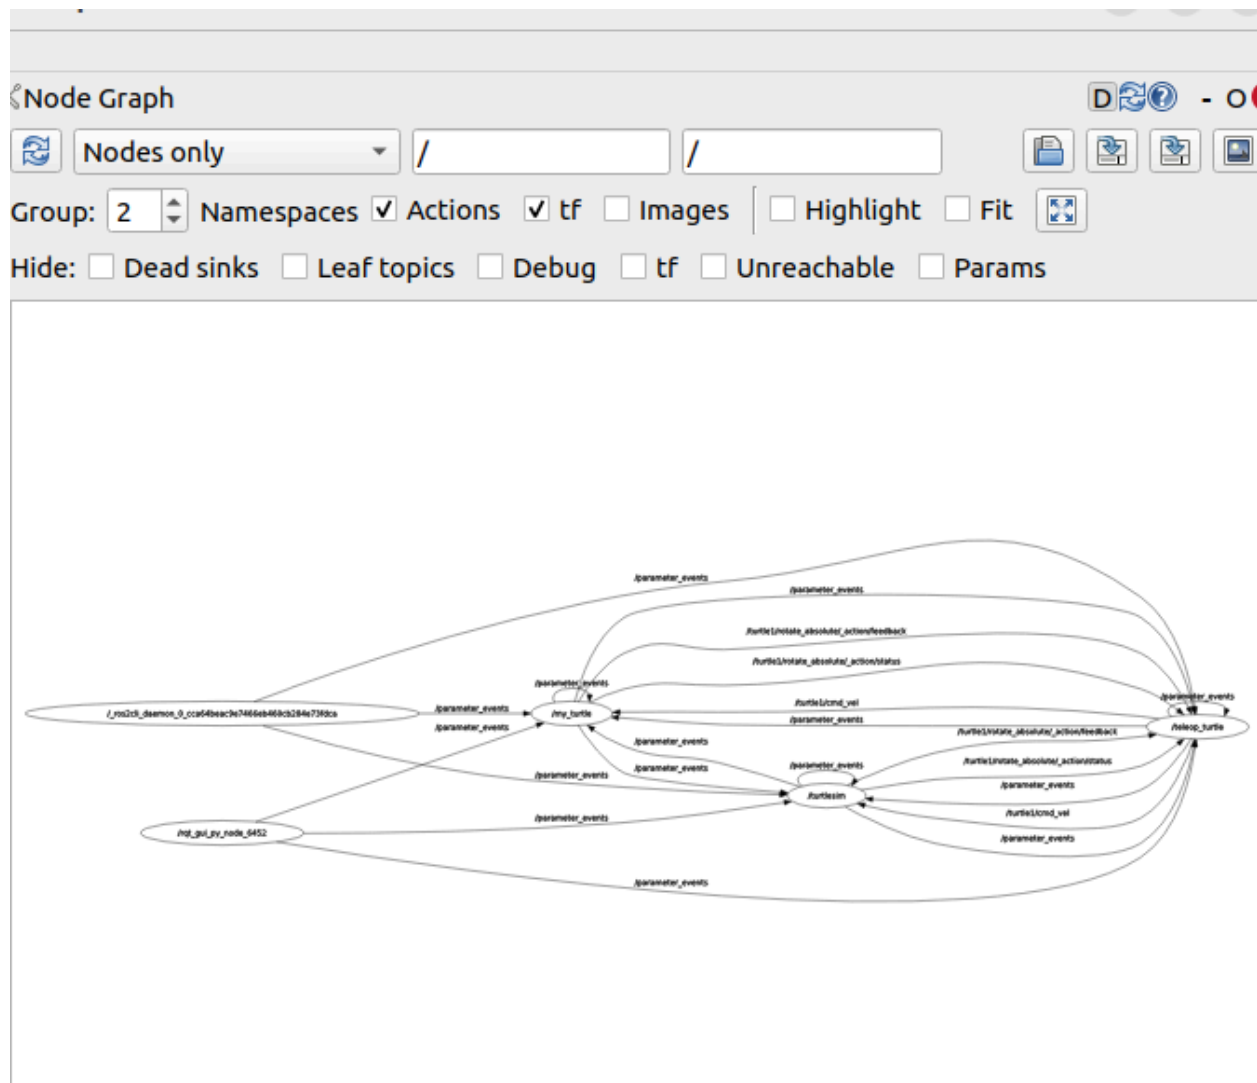 Node Graph D ? - O
Nodes only / /
Group: 2 Namespaces Actions tf Images Highlight Fit
Hide: Dead sinks Leaf topics Debug tf Unreachable Params
/parameter_events
/parameter_events
/turtle1/rotate_absolute/_action/feedback
/turtle1/rotate_absolute/_action/status
/parameter_events
/parameter_events
/turtle1/cmd_vel
/parameter_events
/my_turtle
/parameter_events
/teleop_turtle
/parameter_events
/turtle1/rotate_absolute/_action/feedback
/parameter_events
/parameter_events
/turtle1/rotate_absolute/_action/status
/parameter_events
/parameter_events
/parameter_events
/turtlesim
/turtle1/cmd_vel
/parameter_events
/rqt_gui_py_node_6452
/parameter_events
/parameter_events